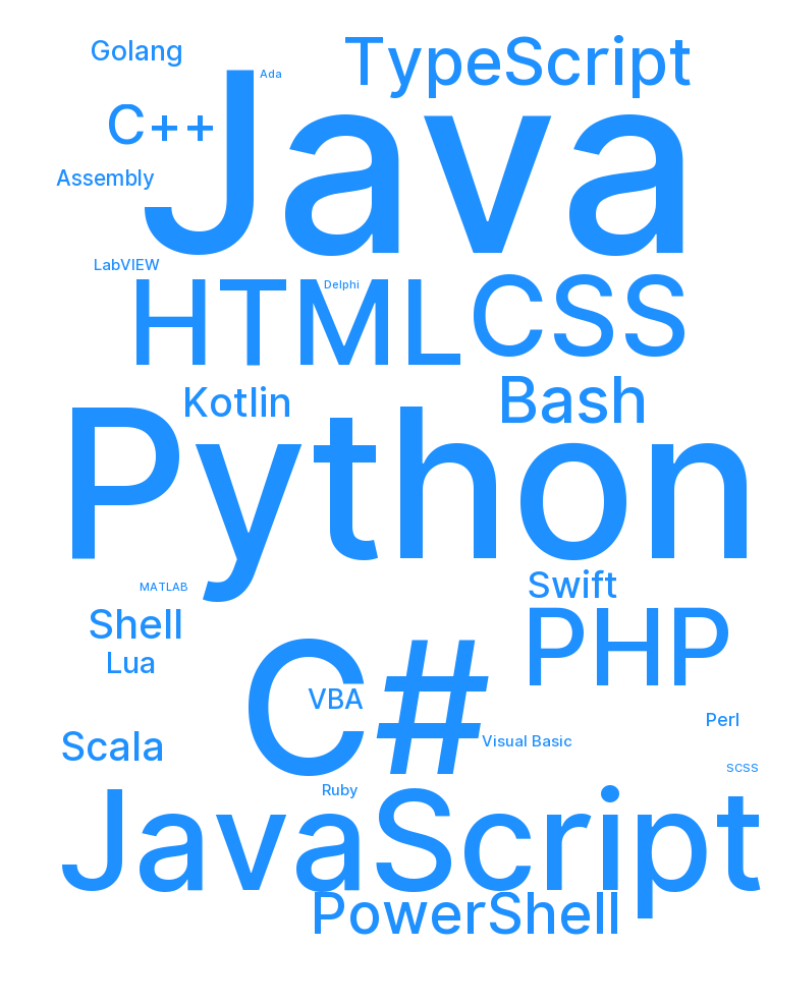 Golang
TypeScript
Ada
Java
C++
Assembly
LabVIEW
Delphi
HTML
CSS
Kotlin
Bash
Python
MATLAB
Swift
Shell
PHP
Lua
C#
VBA
Perl
Visual Basic
Scala
scss
Ruby
JavaScript
PowerShell